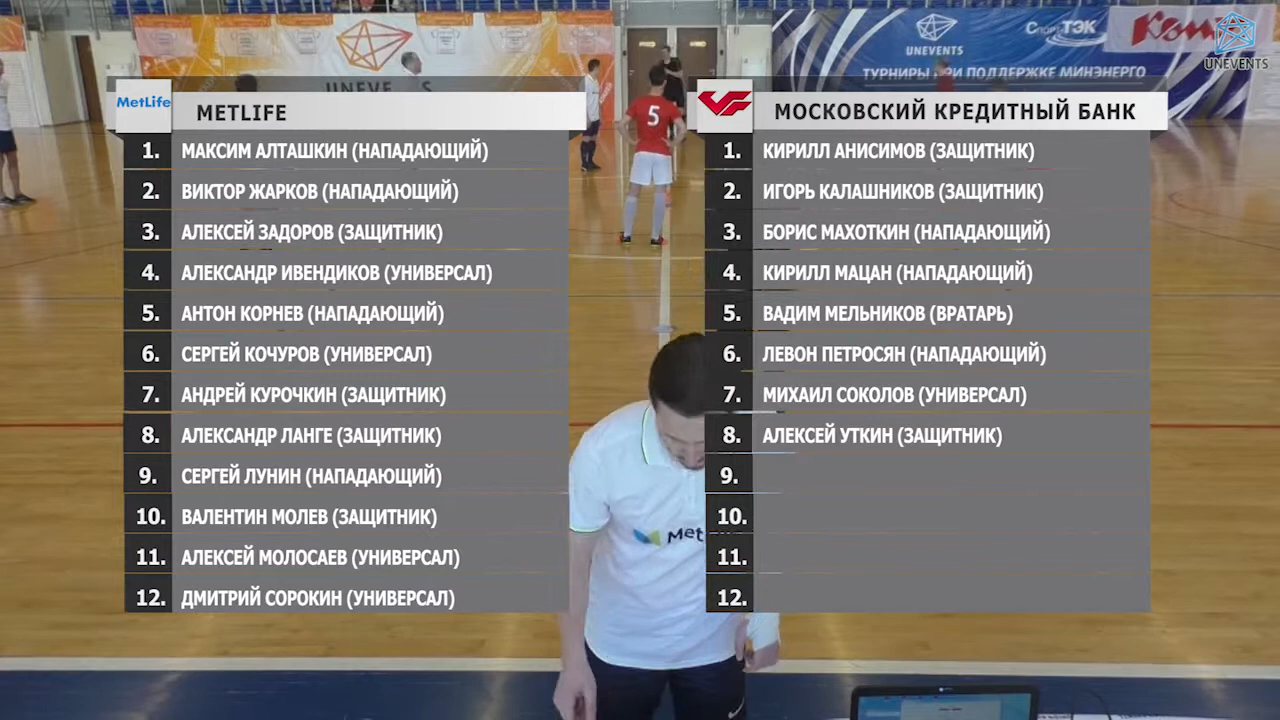 UNEVENTS
СпортТЭК
UNEVENTS
ТУРНИРЫ ПРИ ПОДДЕРЖКЕ МИНЭНЕРГО
UNEVENTS
5
MetLife
METLIFE
1. МАКСИМ АЛТАШКИН (НАПАДАЮЩИЙ)
2. ВИКТОР ЖАРКОВ (НАПАДАЮЩИЙ)
3. АЛЕКСЕЙ ЗАДОРОВ (ЗАЩИТНИК)
4. АЛЕКСАНДР ИВЕНДИКОВ (УНИВЕРСАЛ)
5. АНТОН КОРНЕВ (НАПАДАЮЩИЙ)
6. СЕРГЕЙ КОЧУРОВ (УНИВЕРСАЛ)
7. АНДРЕЙ КУРОЧКИН (ЗАЩИТНИК)
8. АЛЕКСАНДР ЛАНГЕ (ЗАЩИТНИК)
9. СЕРГЕЙ ЛУНИН (НАПАДАЮЩИЙ)
10. ВАЛЕНТИН МОЛЕВ (ЗАЩИТНИК)
11. АЛЕКСЕЙ МОЛОСАЕВ (УНИВЕРСАЛ)
12. ДМИТРИЙ СОРОКИН (УНИВЕРСАЛ)
МОСКОВСКИЙ КРЕДИТНЫЙ БАНК
1. КИРИЛЛ АНИСИМОВ (ЗАЩИТНИК)
2. ИГОРЬ КАЛАШНИКОВ (ЗАЩИТНИК)
3. БОРИС МАХОТКИН (НАПАДАЮЩИЙ)
4. КИРИЛЛ МАЦАН (НАПАДАЮЩИЙ)
5. ВАДИМ МЕЛЬНИКОВ (ВРАТАРЬ)
6. ЛЕВОН ПЕТРОСЯН (НАПАДАЮЩИЙ)
7. МИХАИЛ СОКОЛОВ (УНИВЕРСАЛ)
8. АЛЕКСЕЙ УТКИН (ЗАЩИТНИК)
9.
10.
11.
12.
Met